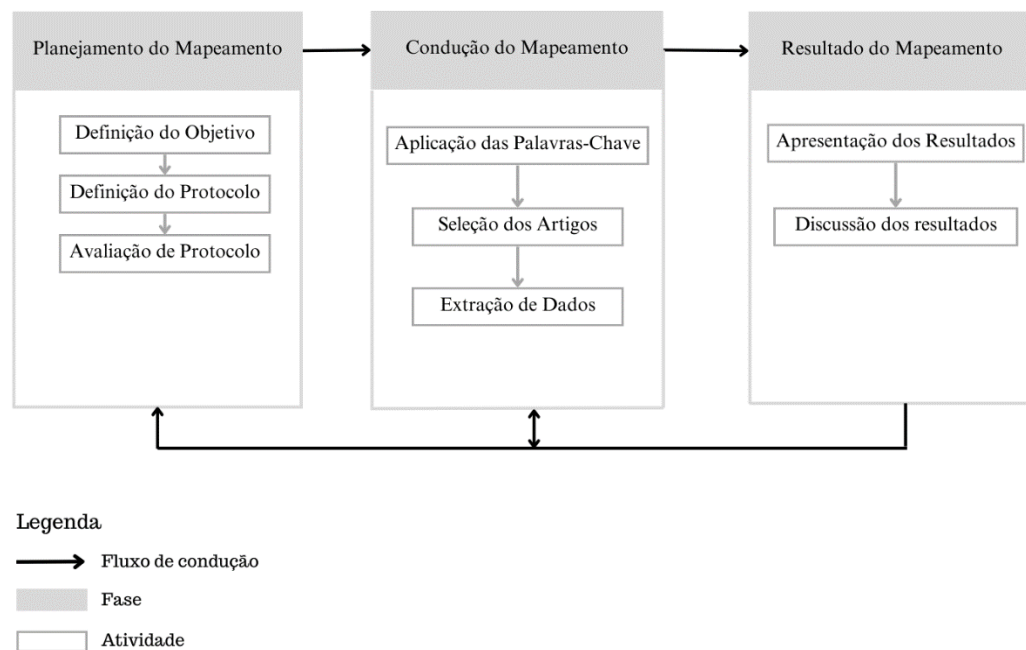 Planejamento do Mapeamento
Definição do Objetivo
Definição do Protocolo
Avaliação de Protocolo
Condução do Mapeamento
Aplicação das Palavras-Chave
Seleção dos Artigos
Extração de Dados
Resultado do Mapeamento
Apresentação dos Resultados
Discussão dos resultados
Legenda
Fluxo de condução
Fase
Atividade